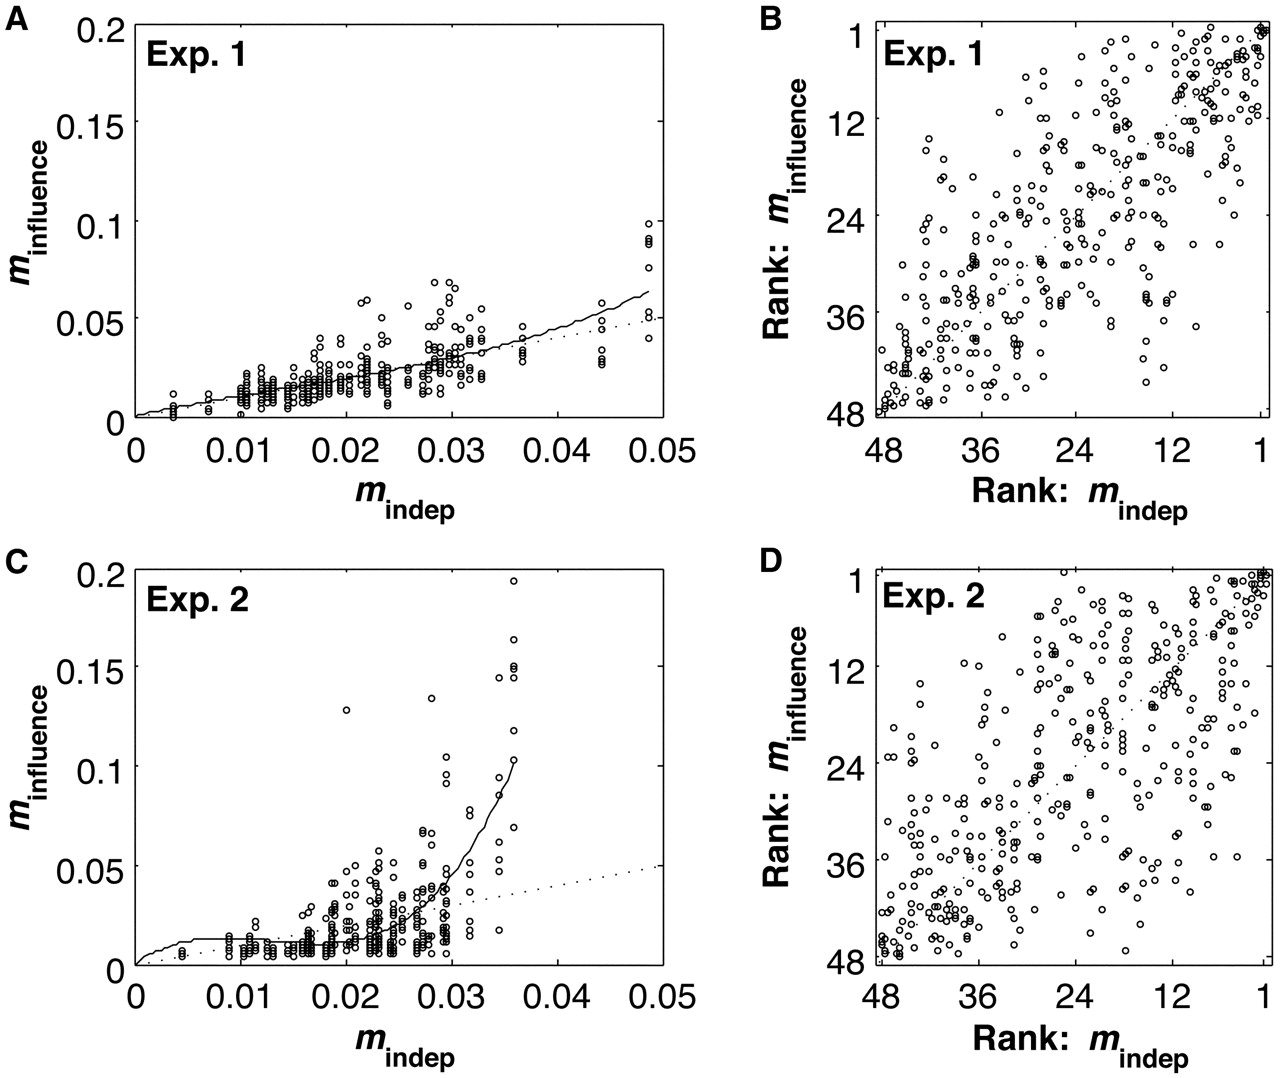 A
Exp. 1
0.2
0.15
0.1
0.05
0
m influence
0 0.01 0.02 0.03 0.04 0.05
m indep
B
Exp. 1
1
12
24
36
48
Rank: m influence
48 36 24 12 1
Rank: m indep
C
Exp. 2
0.2
0.15
0.1
0.05
0
m influence
0 0.01 0.02 0.03 0.04 0.05
m indep
D
Exp. 2
1
12
24
36
48
Rank: m influence
48 36 24 12 1
Rank: m indep